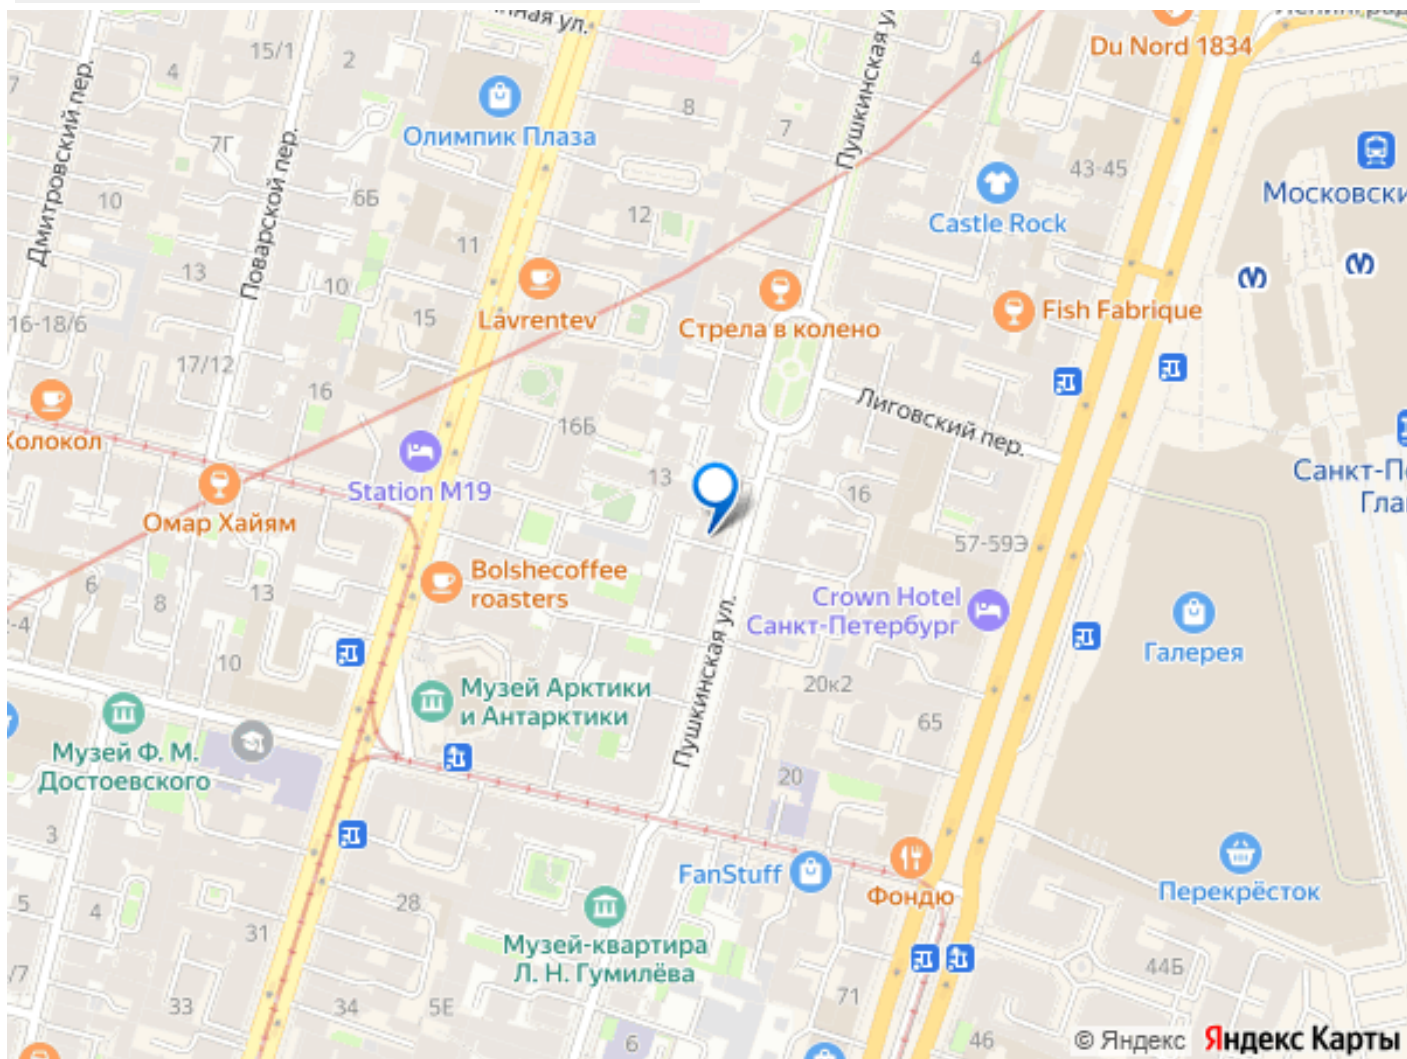 15/1
2
4
8
4
7
Du Nord 1834
Олимпик Плаза
Пушкинская ул.
Дмитровский пер.
Поварской пер.
7Г
10
6Б
12
43-45
Московски
Castle Rock
11
13
10
15
Lavrentev
Стрела в колено
Fish Fabrique
16-18/6
17/12
16
Колокол
Лиговский пер.
16Б
13
16
Station M19
Омар Хайям
Санкт-П
Гла
57-59Э
Bolshecoffee
roasters
6
8
13
Crown Hotel
Санкт-Петербург
Галерея
10
Музей Арктики
и Антарктики
Пушкинская ул.
20к2
65
Музей Ф. М.
Достоевского
20
3
FanStuff
Фондю
Перекрёсток
5
4
28
31
Музей-квартира
Л. Н. Гумилёва
44Б
33
34
5Е
71
6
46
© Яндекс Яндекс Карты